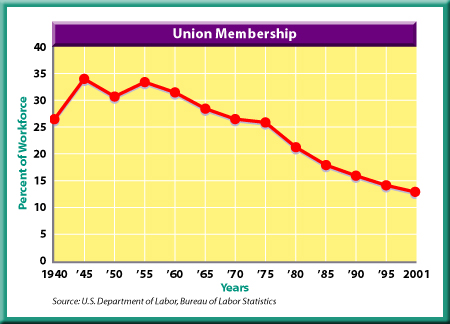 Union Membership
40
35
30
25
20
15
10
5
0
Percent of Workforce
1940 ’45 ’50 ’55 ’60 ’65 ’70 ’75 ’80 ’85 ’90 ’95 2001
Years
Source: U.S. Department of Labor, Bureau of Labor Statistics